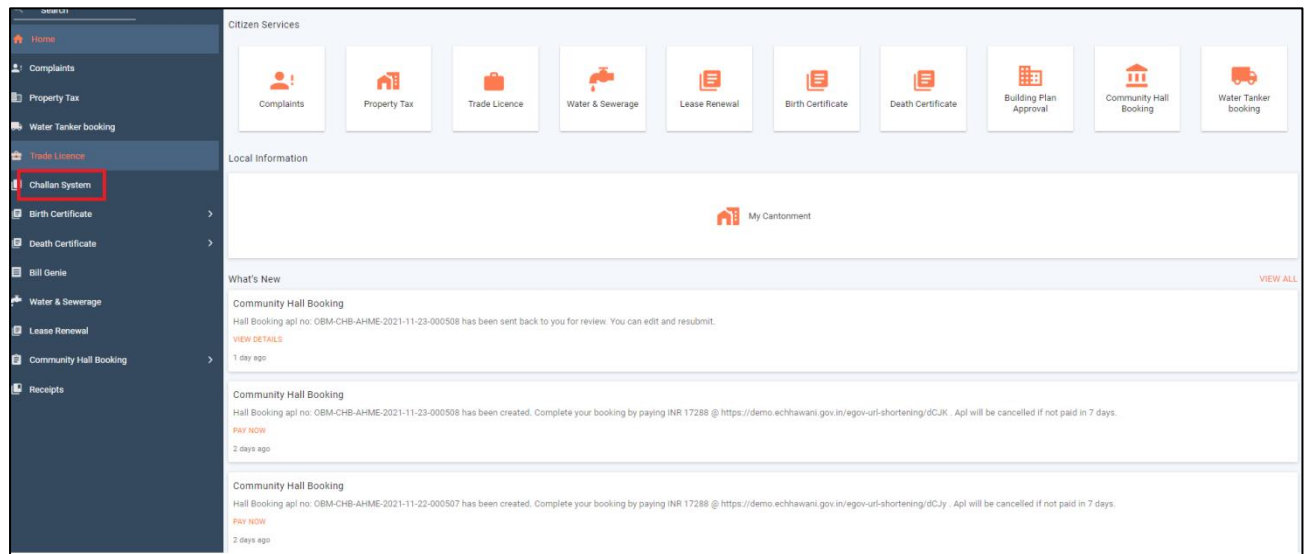 Search
Home
Complaints
Property Tax
Water Tanker booking
Trade Licence
Challan System
Birth Certificate
Death Certificate
Bill Genie
Water & Sewerage
Lease Renewal
Community Hall Booking
Receipts
Citizen Services
Complaints
Property Tax
Trade Licence
Water & Sewerage
Lease Renewal
Birth Certificate
Death Certificate
Building Plan
Approval
Community Hall
Booking
Water Tanker
booking
Local Information
My Cantonment
What's New
VIEW ALL
Community Hall Booking
Hall Booking apl no: OBM-CHB-AHME-2021-11-23-000508 has been sent back to you for review. You can edit and resubmit.
VIEW DETAILS
1 day ago
Community Hall Booking
Hall Booking apl no: OBM-CHB-AHME-2021-11-23-000508 has been created. Complete your booking by paying INR 17288 @ https://demo.echhawani.gov.in/egov-url-shortening/dCJK . Apl will be cancelled if not paid in 7 days.
PAY NOW
2 days ago
Community Hall Booking
Hall Booking apl no: OBM-CHB-AHME-2021-11-22-000507 has been created. Complete your booking by paying INR 17288 @ https://demo.echhawani.gov.in/egov-url-shortening/dCJy . Apl will be cancelled if not paid in 7 days.
PAY NOW
2 days ago